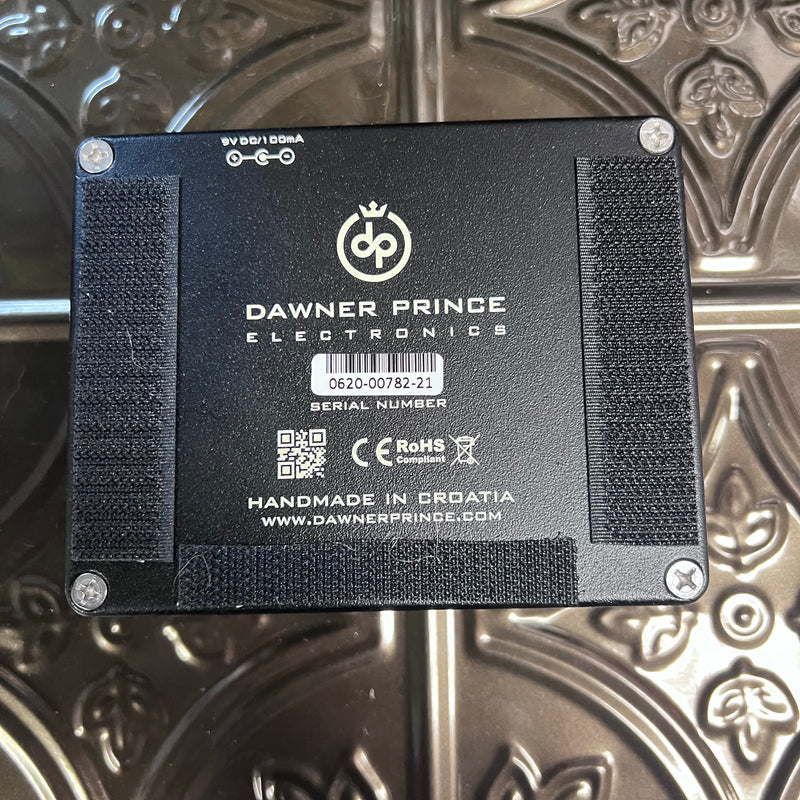 9V DC/100mA
dp
DAWNER PRINCE
ELECTRONICS
0620-00782-21
SERIAL NUMBER
CE RoHS
Compliant
HANDMADE IN CROATIA
WWW.DAWNERPRINCE.COM